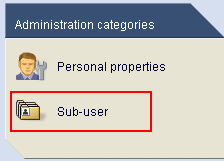 Administration categories
Personal properties
Sub-user